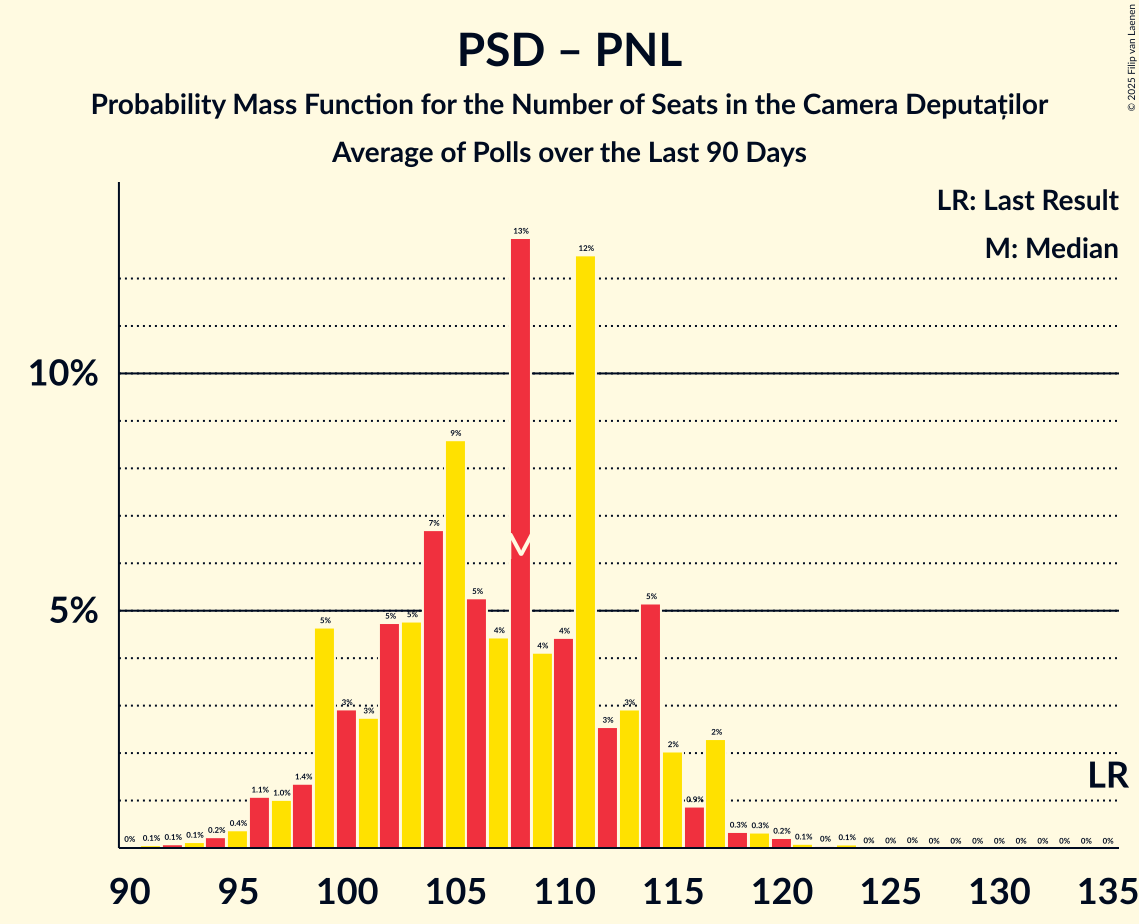 © 2025 Filip van Laenen
PSD – PNL
Probability Mass Function for the Number of Seats in the Camera Deputaților
Average of Polls over the Last 90 Days
LR: Last Result
M: Median
10%
5%
0% 0.1% 0.1% 0.1% 0.2% 0.4% 1.1% 1.0% 1.4% 5% 3% 3% 5% 5% 7% 9% 5% 4% 13% 4% 4% 12% 3% 3% 5% 2% 0.9% 2% 0.3% 0.3% 0.2% 0.1% 0% 0.1% 0% 0% 0% 0% 0% 0% 0% 0% 0% 0% 0% 0%
M
LR
90 95 100 105 110 115 120 125 130 135